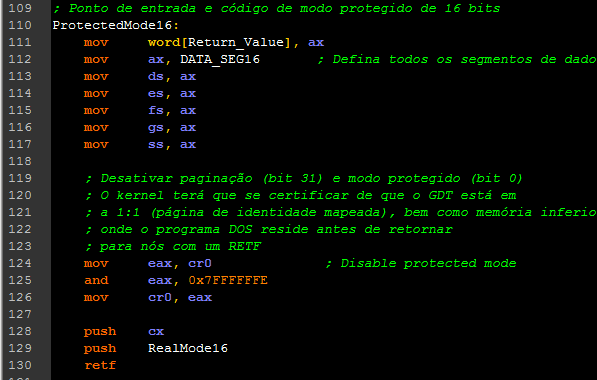 109 ; Ponto de entrada e código de modo protegido de 16 bits
110 ProtectedMode16:
111 mov word[Return_Value], ax
112 mov ax, DATA_SEG16 ; Defina todos os segmentos de dado
113 mov ds, ax
114 mov es, ax
115 mov fs, ax
116 mov gs, ax
117 mov ss, ax
118
119 ; Desativar paginação (bit 31) e modo protegido (bit 0)
120 ; O kernel terá que se certificar de que o GDT está em
121 ; a 1:1 (página de identidade mapeada), bem como memória inferio
122 ; onde o programa DOS reside antes de retornar
123 ; para nós com um RETF
124 mov eax, cr0 ; Disable protected mode
125 and eax, 0x7FFFFFFE
126 mov cr0, eax
127
128 push cx
129 push RealMode16
130 retf